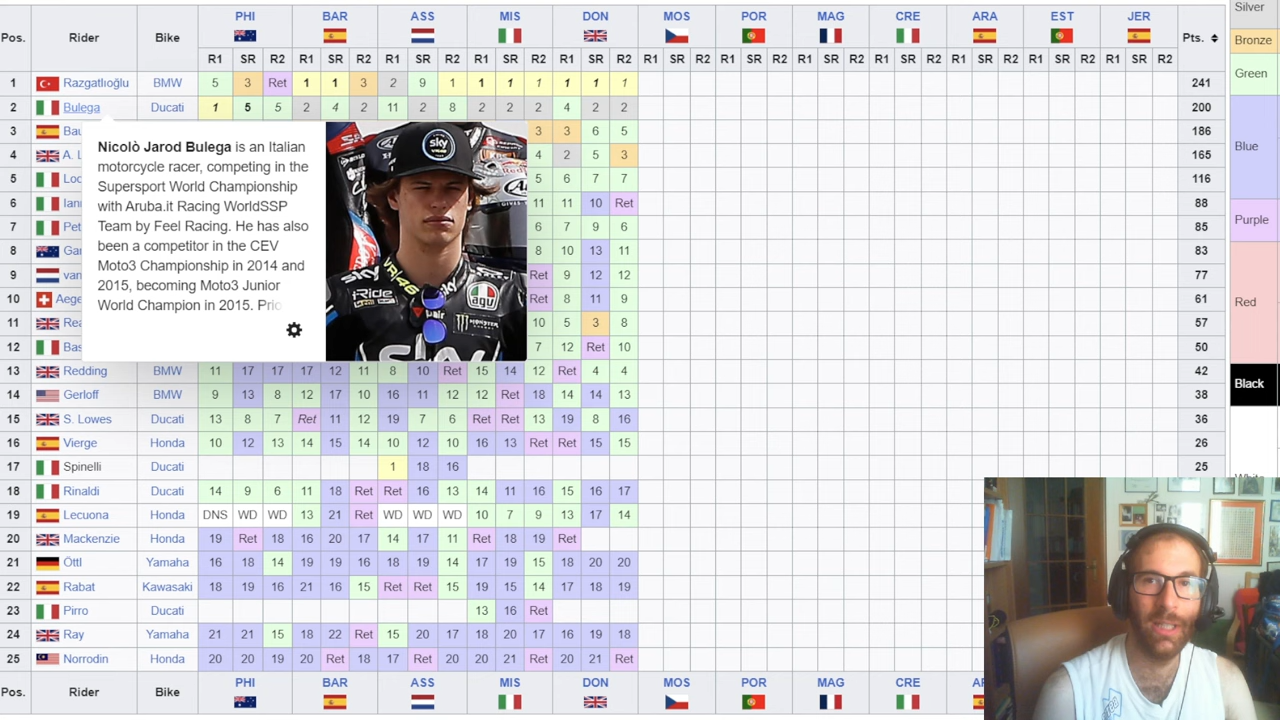 PHI BAR ASS MIS DON MOS POR MAG CRE ARA EST JER
Pos. Rider Bike Pts.
R1 SR R2 R1 SR R2 R1 SR R2 R1 SR R2 R1 SR R2 R1 SR R2 R1 SR R2 R1 SR R2 R1 SR R2 R1 SR R2 R1 SR R2 R1 SR R2
1 Razgatlıoğlu BMW 5 3 Ret 1 1 3 2 9 1 1 1 1 1 1 1 241
2 Bulega Ducati 1 5 5 2 4 2 11 2 8 2 2 2 4 2 2 200
3 Bau 3 3 6 5 186
4 A. L 4 2 5 3 165
5 Loc 5 6 7 7 116
6 Ian 11 11 10 Ret 88
7 Pet 6 7 9 6 85
8 Ga 8 10 13 11 83
9 van Ret 9 12 12 77
10 Aege Ret 8 11 9 61
11 Rea 10 5 3 8 57
12 Bas 7 12 Ret 10 50
Nicolò Jarod Bulega is an Italian
motorcycle racer, competing in the
Supersport World Championship
with Aruba.it Racing WorldSSP
Team by Feel Racing. He has also
been a competitor in the CEV
Moto3 Championship in 2014 and
2015, becoming Moto3 Junior
World Champion in 2015. Prio
sky
sky
VR/46
iRide
agv
pair
MONSTER
SKY
13 Redding BMW 11 17 17 17 12 11 8 10 Ret 15 14 12 Ret 4 4 42
14 Gerloff BMW 9 13 8 12 17 10 16 11 12 12 Ret 18 14 14 13 38
15 S. Lowes Ducati 13 8 7 Ret 11 12 19 7 6 Ret Ret 13 19 8 16 36
16 Vierge Honda 10 12 13 14 15 14 10 12 10 16 13 Ret Ret 15 15 26
17 Spinelli Ducati 1 18 16 25
18 Rinaldi Ducati 14 9 6 11 18 Ret Ret 16 13 14 11 16 15 16 17
19 Lecuona Honda DNS WD WD 13 21 Ret WD WD WD 10 7 9 13 17 14
20 Mackenzie Honda 19 Ret 18 16 20 17 14 17 11 Ret 18 19 Ret
21 Öttl Yamaha 16 18 14 19 19 16 18 19 14 17 19 15 18 20 20
22 Rabat Kawasaki 18 19 16 21 16 15 Ret Ret 15 19 15 14 17 18 19
23 Pirro Ducati 13 16 Ret
24 Ray Yamaha 21 21 15 18 22 Ret 15 20 17 18 20 17 16 19 18
25 Norrodin Honda 20 20 19 20 Ret 18 17 Ret 20 20 21 Ret 20 21 Ret
Pos. Rider Bike
PHI BAR ASS MIS DON MOS POR MAG CRE
Silver
Bronze
Green
Blue
Purple
Red
Black